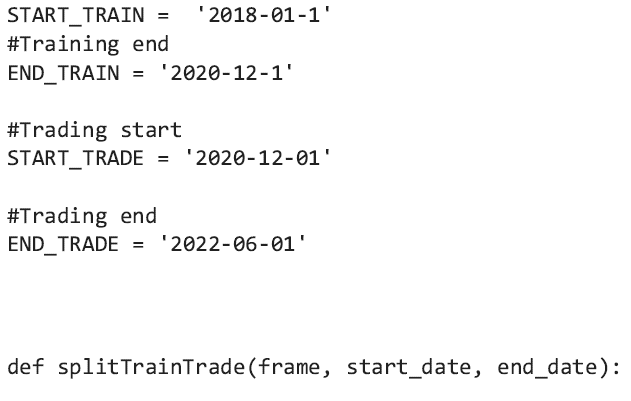 START_TRAIN =  '2018-01-1'
#Training end
END_TRAIN = '2020-12-1'
#Trading start
START_TRADE = '2020-12-01'
#Trading end
END_TRADE = '2022-06-01'
def splitTrainTrade(frame, start_date, end_date):